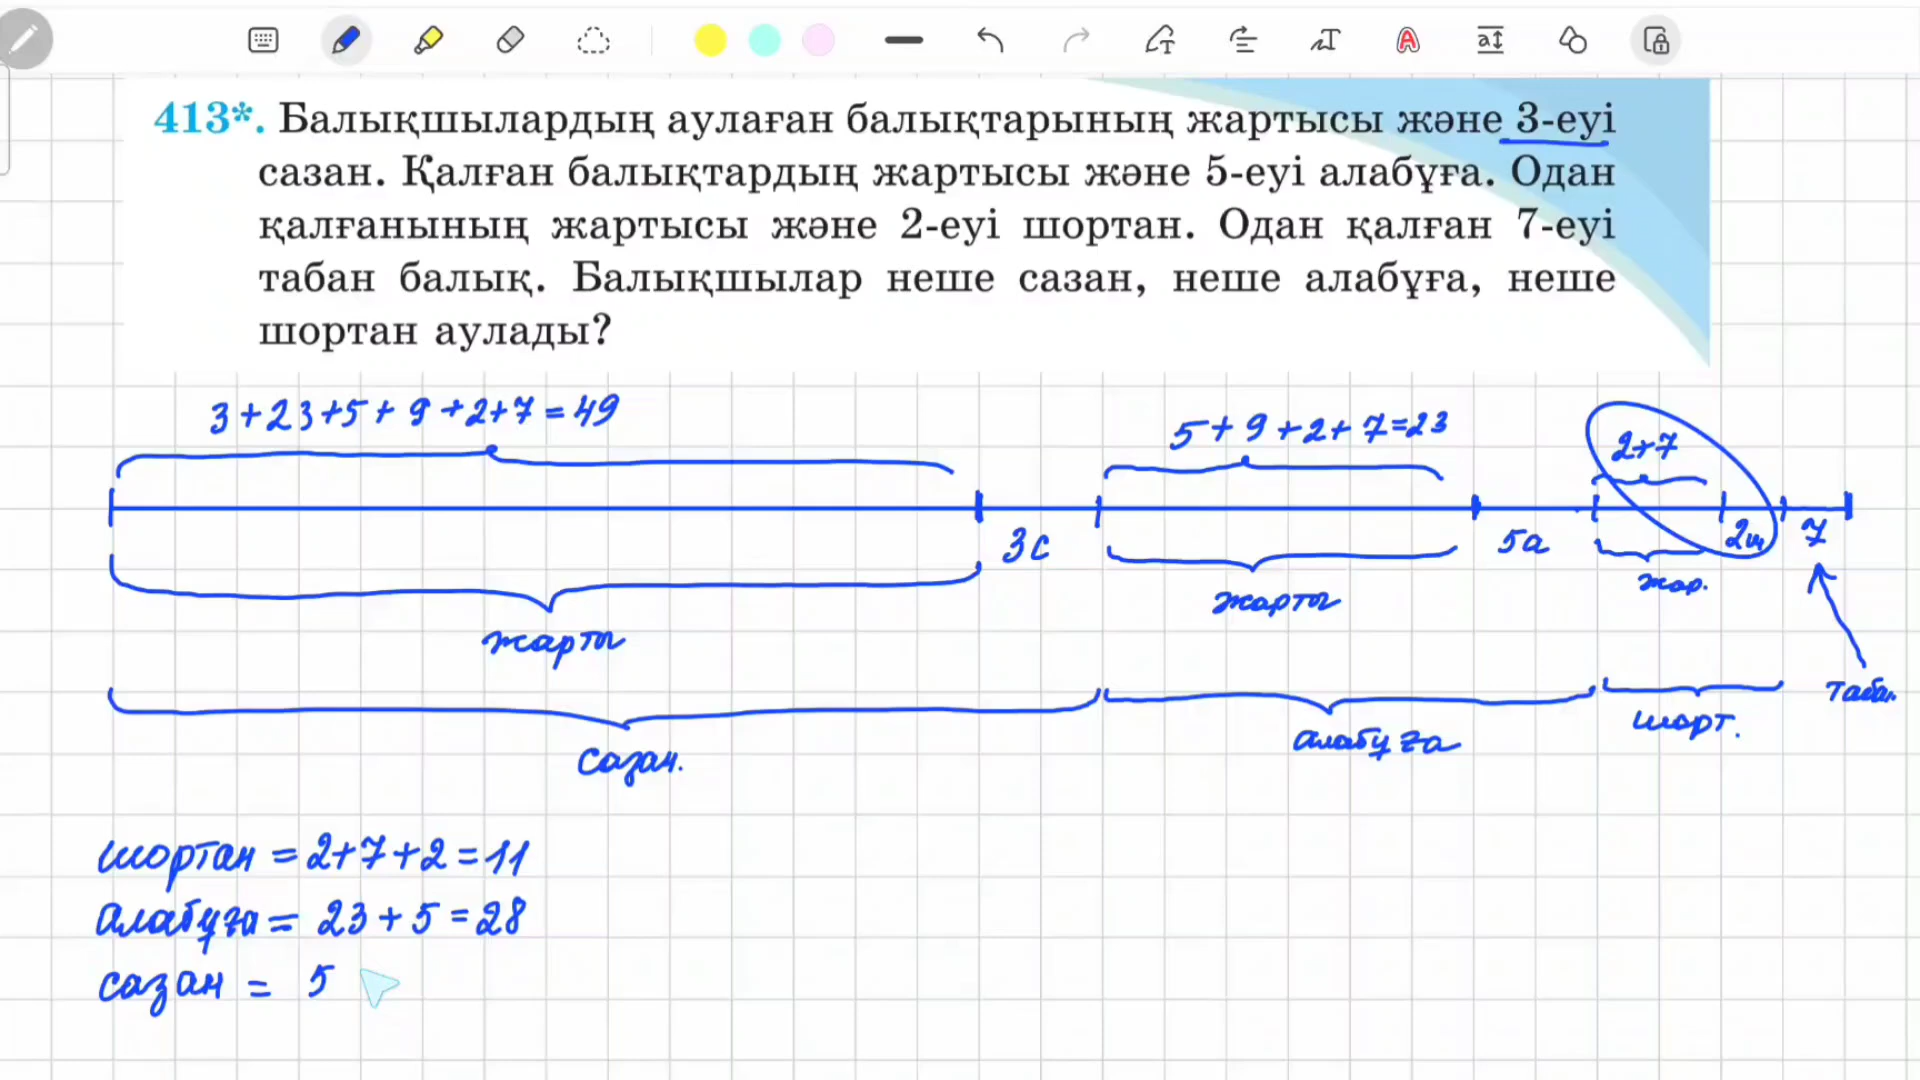 413*. Балықшылардың аулаған балықтарының жартысы және 3-еуі
сазан. Қалған балықтардың жартысы және 5-еуі алабұға. Одан
қалғанының жартысы және 2-еуі шортан. Одан қалған 7-еуі
табан балық. Балықшылар неше сазан, неше алабұға, неше
шортан аулады?
3+23+5+9+2+7=49
5+9+2+7=23
2+7
3с
5а
2ш
7
жарты
жарты
жар.
сазан.
алабұға
шорт.
табан.
шортан = 2+7+2=11
алабұға = 23+5=28
сазан = 5